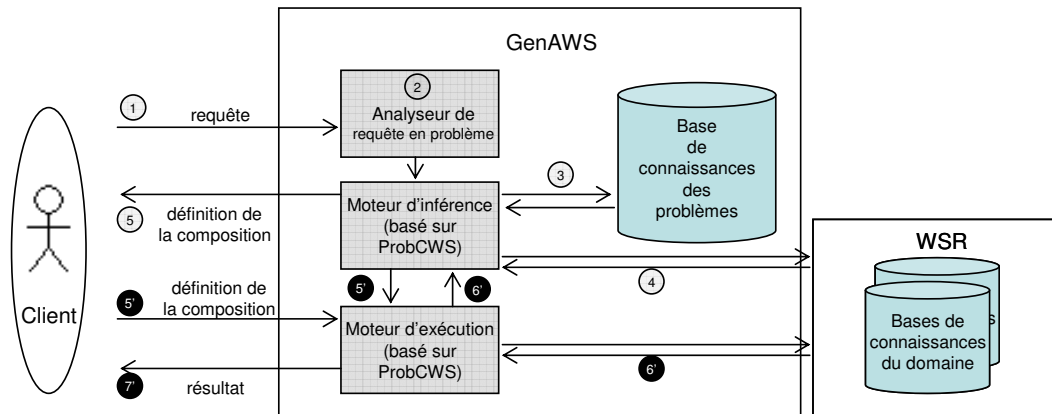 GenAWS
2
Analyseur de
requête en problème
1
requête
Base
de
connaissances
des
problèmes
3
Moteur d'inférence
(basé sur
ProbCWS)
5
définition de
la composition
WSR
4
5'
6'
Client
5'
définition de
la composition
Moteur d'exécution
(basé sur
ProbCWS)
Bases de
connaissances
du domaine
6'
7'
résultat